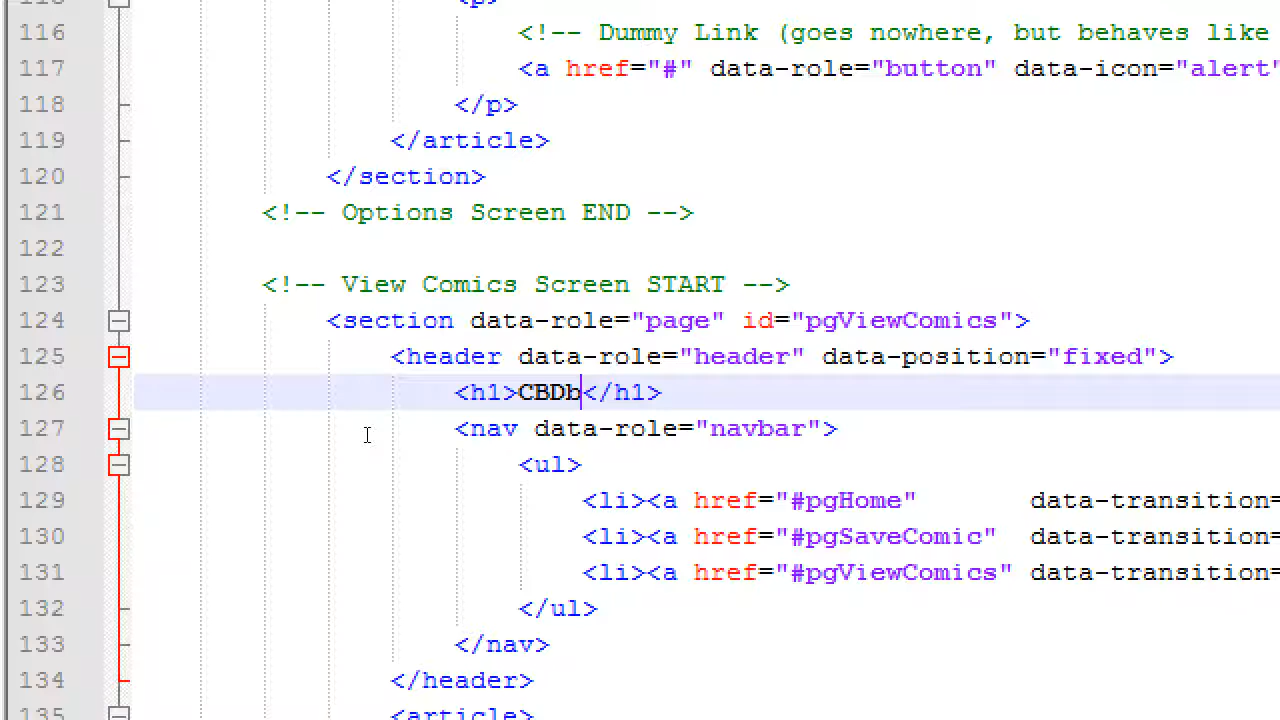 <p>
116 <!-- Dummy Link (goes nowhere, but behaves like
117 <a href="#" data-role="button" data-icon="alert"
118 </p>
119 </article>
120 </section>
121 <!-- Options Screen END -->
122
123 <!-- View Comics Screen START -->
124 <section data-role="page" id="pgViewComics">
125 <header data-role="header" data-position="fixed">
126 <h1>CBDb</h1>
127 <nav data-role="navbar">
128 <ul>
129 <li><a href="#pgHome" data-transition=
130 <li><a href="#pgSaveComic" data-transition=
131 <li><a href="#pgViewComics" data-transition=
132 </ul>
133 </nav>
134 </header>
135 <article>